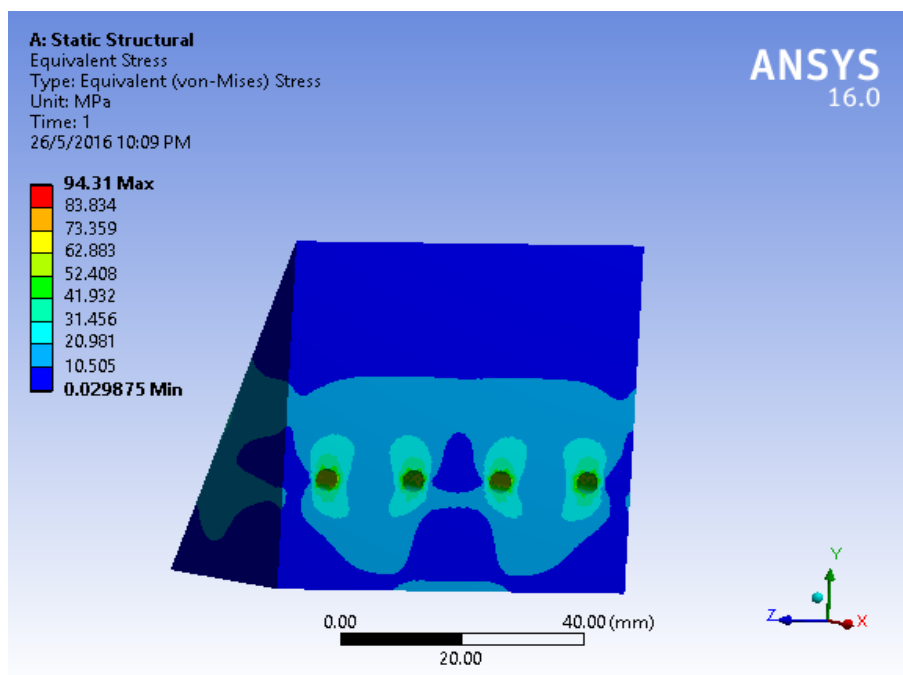 A: Static Structural
Equivalent Stress
Type: Equivalent (von-Mises) Stress
Unit: MPa
Time: 1
26/5/2016 10:09 PM
ANSYS
16.0
94.31 Max
83.834
73.359
62.883
52.408
41.932
31.456
20.981
10.505
0.029875 Min
0.00
40.00 (mm)
20.00
Y
Z
X